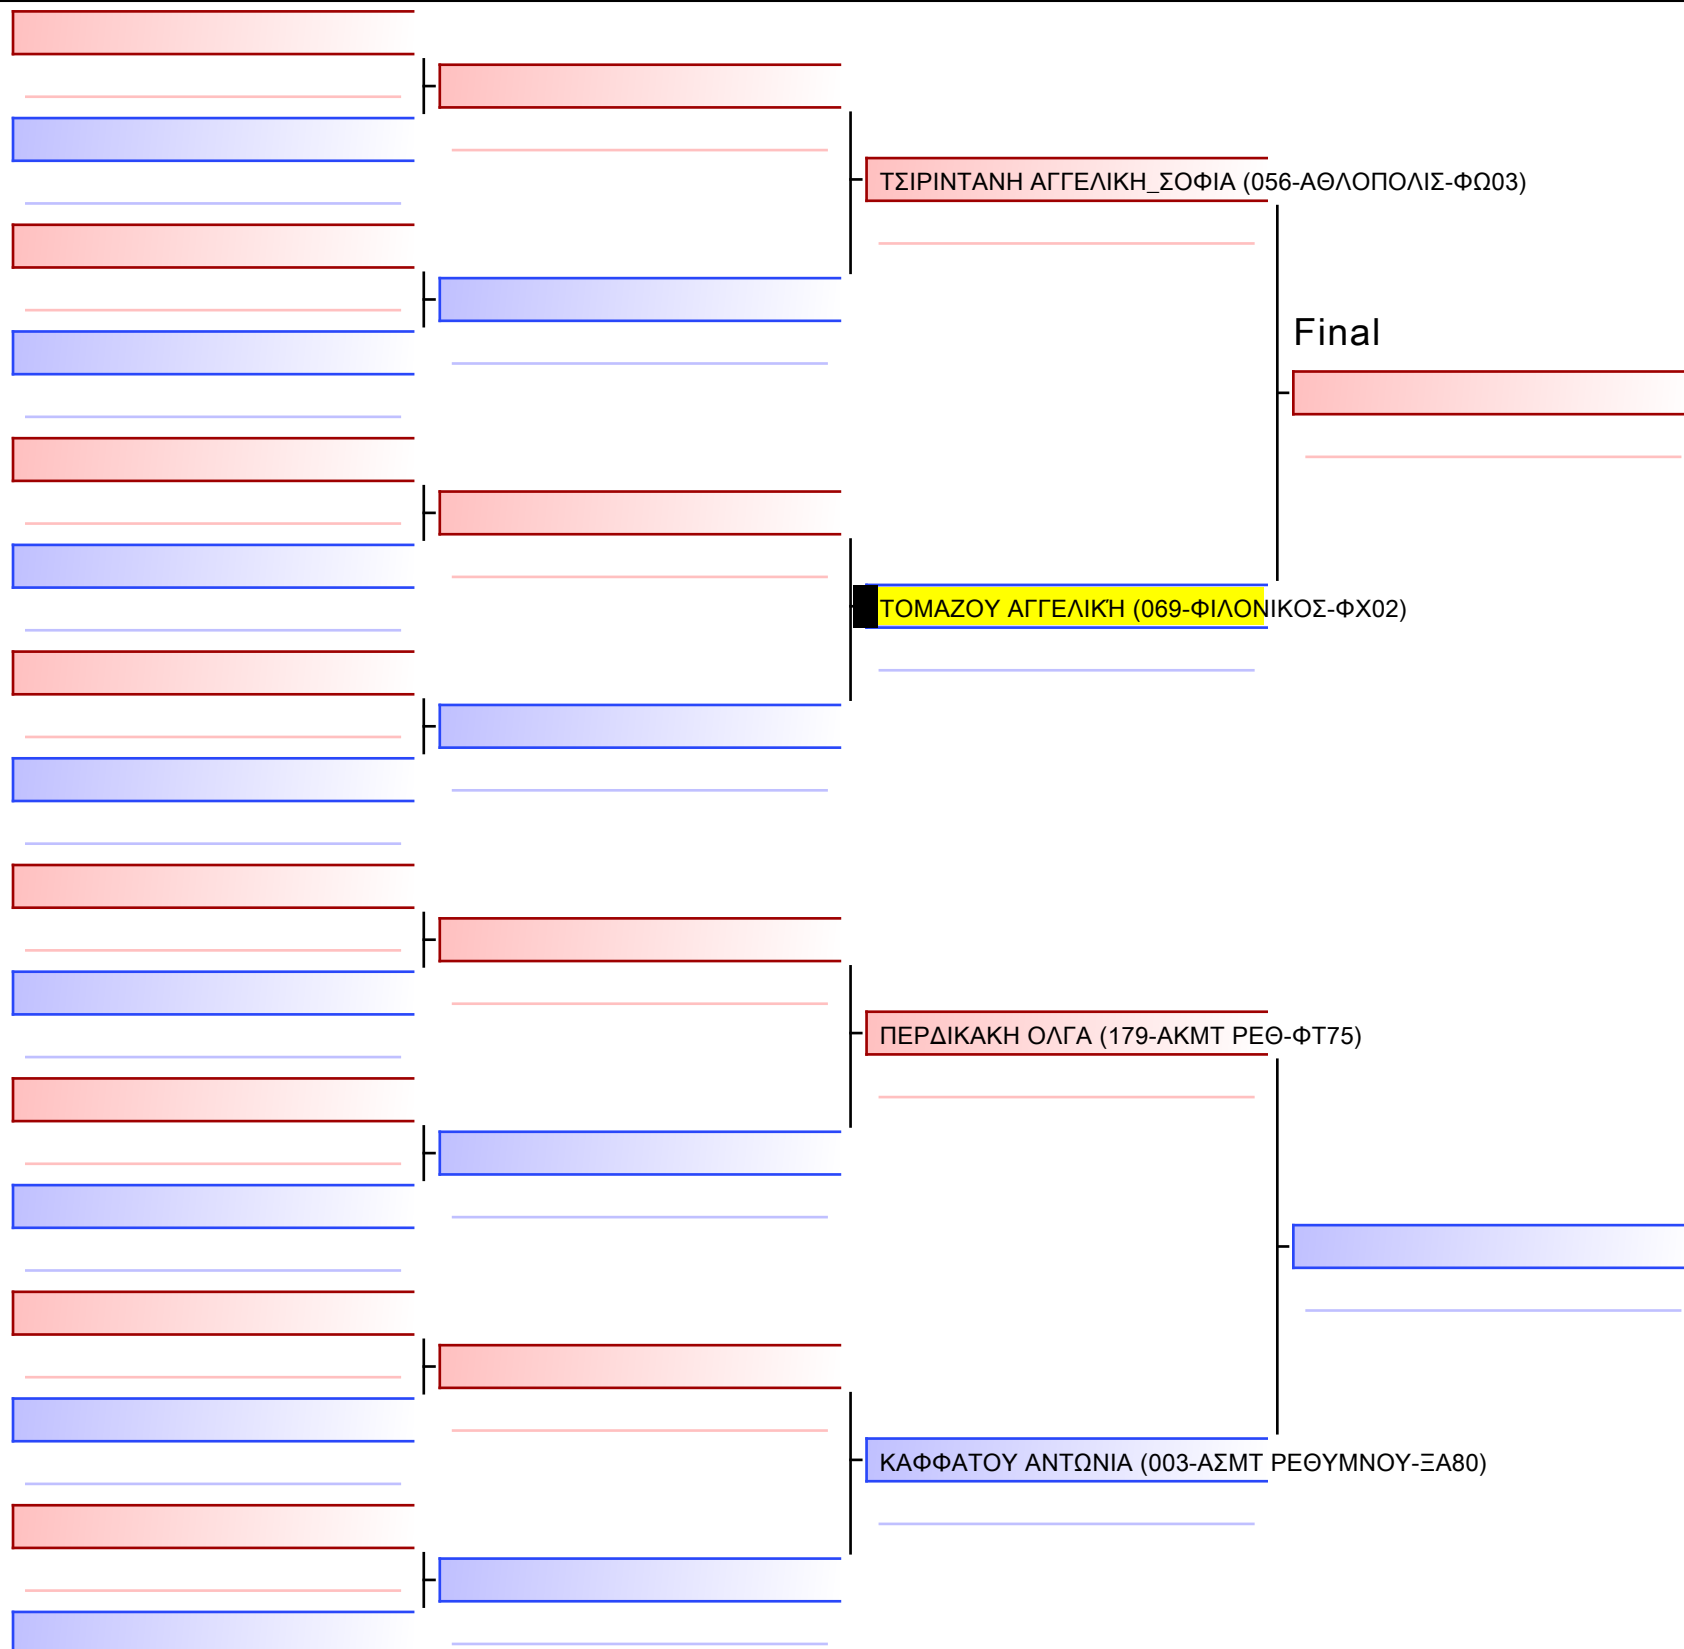 ΤΣΙΡΙΝΤΑΝΗ ΑΓΓΕΛΙΚΗ_ΣΟΦΙΑ (056-ΑΘΛΟΠΟΛΙΣ-ΦΩ03)
Final
ΤΟΜΑΖΟΥ ΑΓΓΕΛΙΚΉ (069-ΦΙΛΟΝΙΚΟΣ-ΦΧ02)
ΠΕΡΔΙΚΑΚΗ ΟΛΓΑ (179-ΑΚΜΤ ΡΕΘ-ΦΤ75)
ΚΑΦΦΑΤΟΥ ΑΝΤΩΝΙΑ (003-ΑΣΜΤ ΡΕΘΥΜΝΟΥ-ΞΑ80)